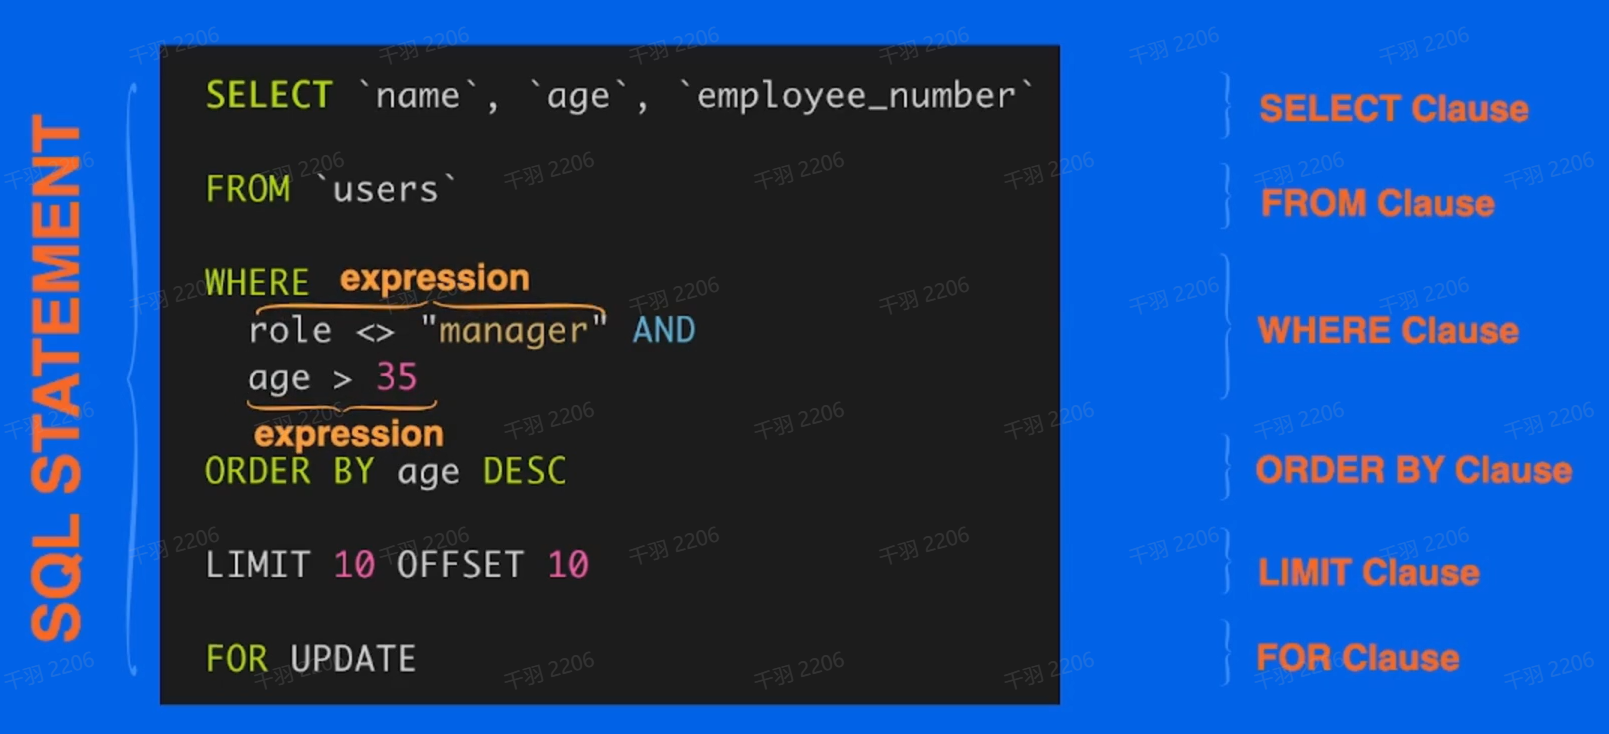 SQL STATEMENT
SELECT `name`, `age`, `employee_number`
SELECT Clause
FROM `users`
FROM Clause
WHERE expression
role <> "manager" AND
WHERE Clause
age > 35
expression
ORDER BY age DESC
ORDER BY Clause
LIMIT 10 OFFSET 10
LIMIT Clause
FOR UPDATE
FOR Clause
千羽 2206